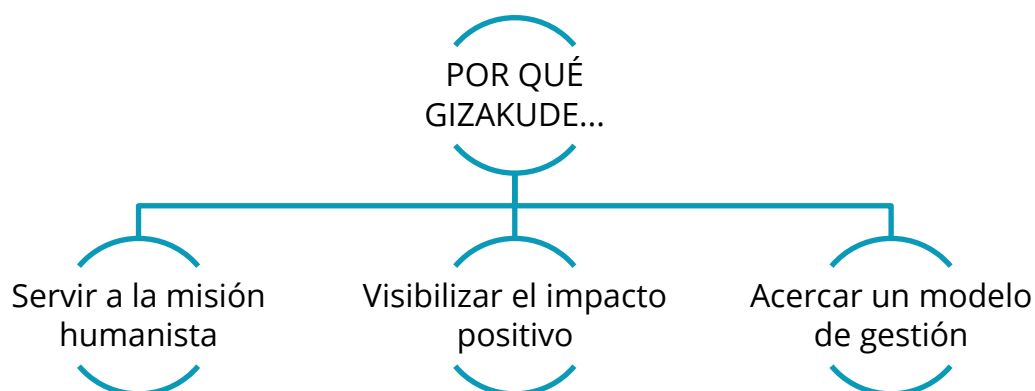 POR QUÉ
GIZAKUDE...
Servir a la misión
humanista
Visibilizar el impacto
positivo
Acercar un modelo
de gestión